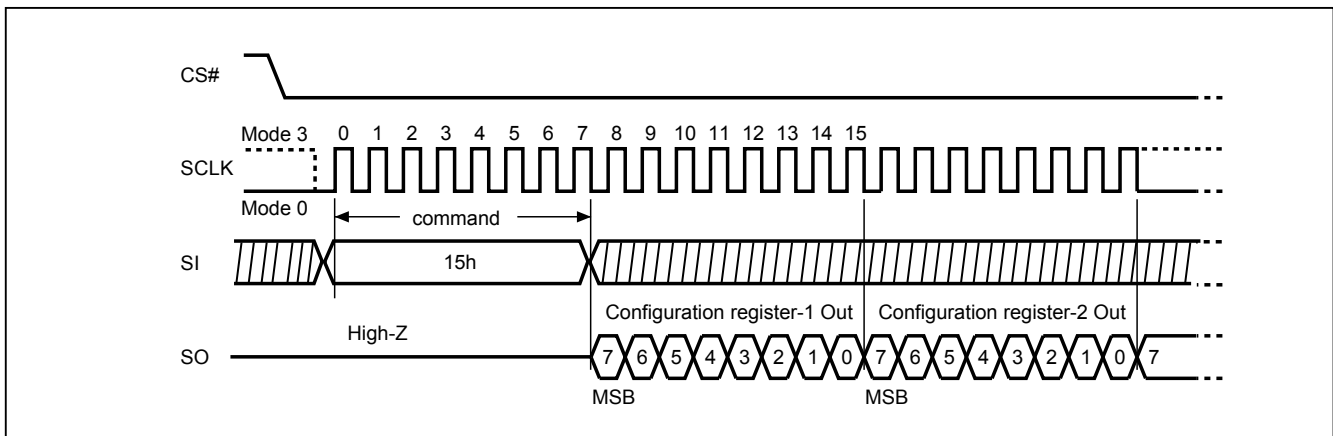 CS#
Mode 3 0 1 2 3 4 5 6 7 8 9 10 11 12 13 14 15
SCLK
Mode 0
command
SI 15h
Configuration register-1 Out Configuration register-2 Out
High-Z
SO 7 6 5 4 3 2 1 0 7 6 5 4 3 2 1 0 7
MSB MSB